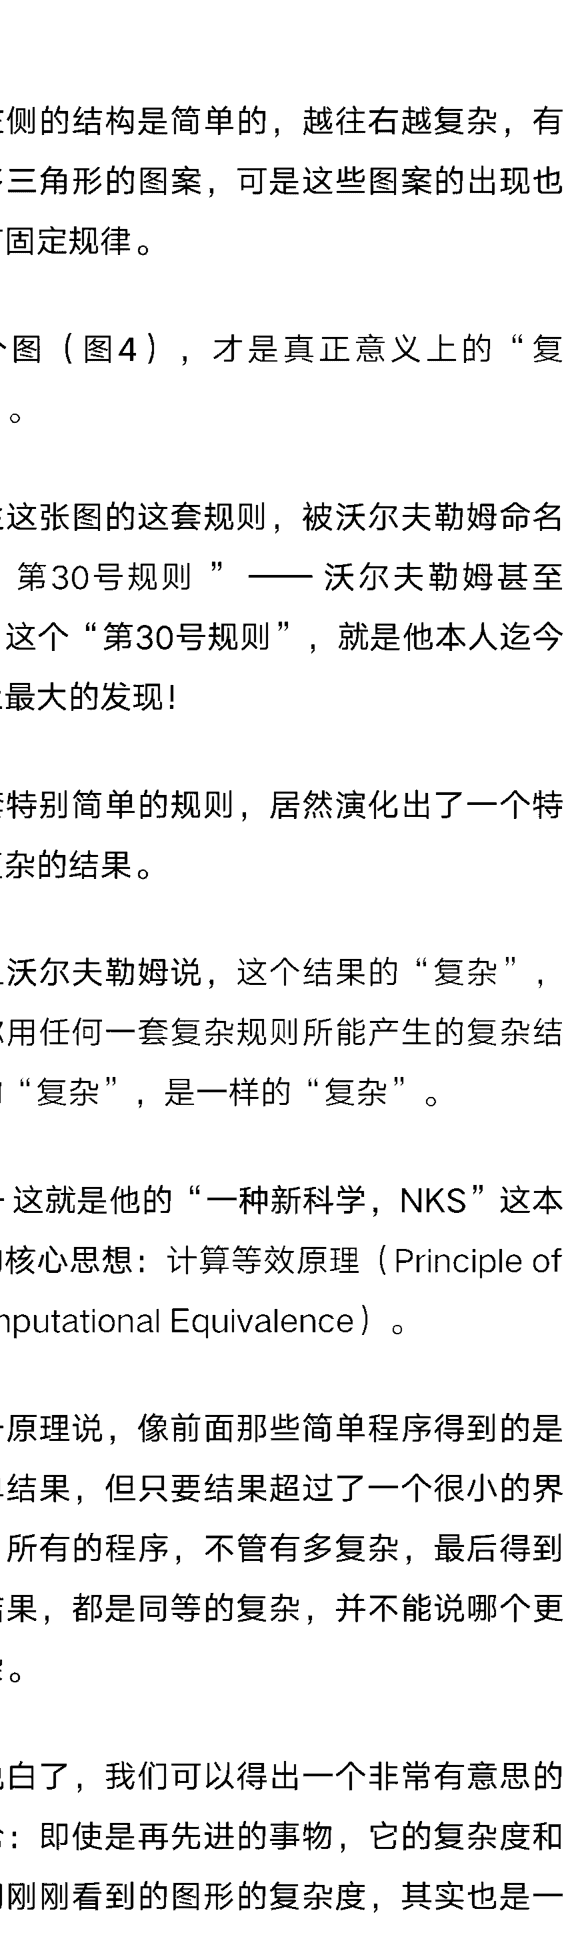 侧的结构是简单的，越往右越复杂，有
三角形的图案，可是这些图案的出现也
固定规律。
图（图4），才是真正意义上的“复
。
这张图的这套规则，被沃尔夫勒姆命名
第30号规则 ” —— 沃尔夫勒姆甚至
这个“第30号规则”，就是他本人迄今
最大的发现！
特别简单的规则，居然演化出了一个特
杂的结果。
沃尔夫勒姆说，这个结果的“复杂”，
用任何一套复杂规则所能产生的复杂结
“复杂”，是一样的“复杂”。
这就是他的“一种新科学，NKS”这本
核心思想：计算等效原理（Principle of
mputational Equivalence）。
原理说，像前面那些简单程序得到的是
结果，但只要结果超过了一个很小的界
所有的程序，不管有多复杂，最后得到
果，都是同等的复杂，并不能说哪个更
。
白了，我们可以得出一个非常有意思的
：即使是再先进的事物，它的复杂度和
刚刚看到的图形的复杂度，其实也是一